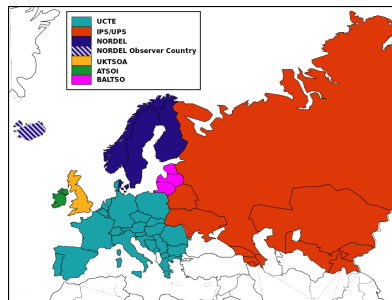 UCTE
IPS/UPS
NORDEL
NORDEL Observer Country
UKTSOA
ATSOI
BALTSO